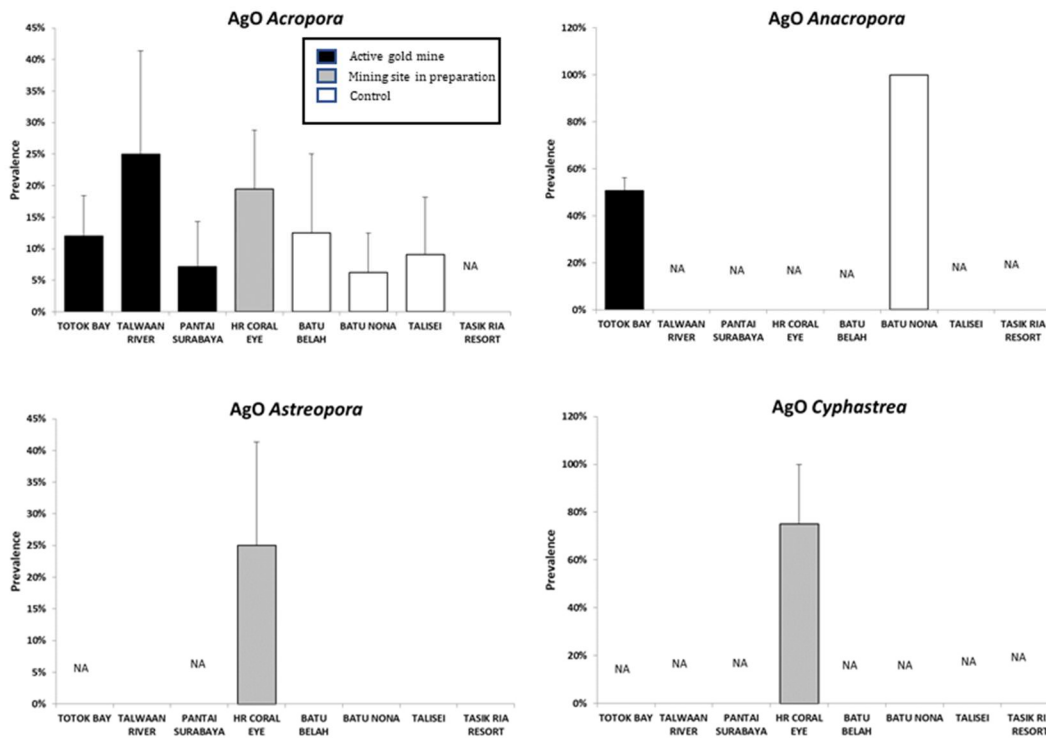 AgO Acropora
45%
40%
35%
30%
25%
20%
15%
10%
5%
0%
Prevalence
Active gold mine
Mining site in preparation
Control
NA
TOTOK BAY TALWAAN RIVER PANTAI SURABAYA HR CORAL EYE BATU BELAH BATU NONA TALISEI TASIK RIA RESORT
AgO Anacropora
120%
100%
80%
60%
40%
20%
0%
Prevalence
NA NA NA NA NA NA
TOTOK BAY TALWAAN RIVER PANTAI SURABAYA HR CORAL EYE BATU BELAH BATU NONA TALISEI TASIK RIA RESORT
AgO Astreopora
45%
40%
35%
30%
25%
20%
15%
10%
5%
0%
Prevalence
NA NA
TOTOK BAY TALWAAN RIVER PANTAI SURABAYA HR CORAL EYE BATU BELAH BATU NONA TALISEI TASIK RIA RESORT
AgO Cyphastrea
120%
100%
80%
60%
40%
20%
0%
Prevalence
NA NA NA NA NA NA NA
TOTOK BAY TALWAAN RIVER PANTAI SURABAYA HR CORAL EYE BATU BELAH BATU NONA TALISEI TASIK RIA RESORT